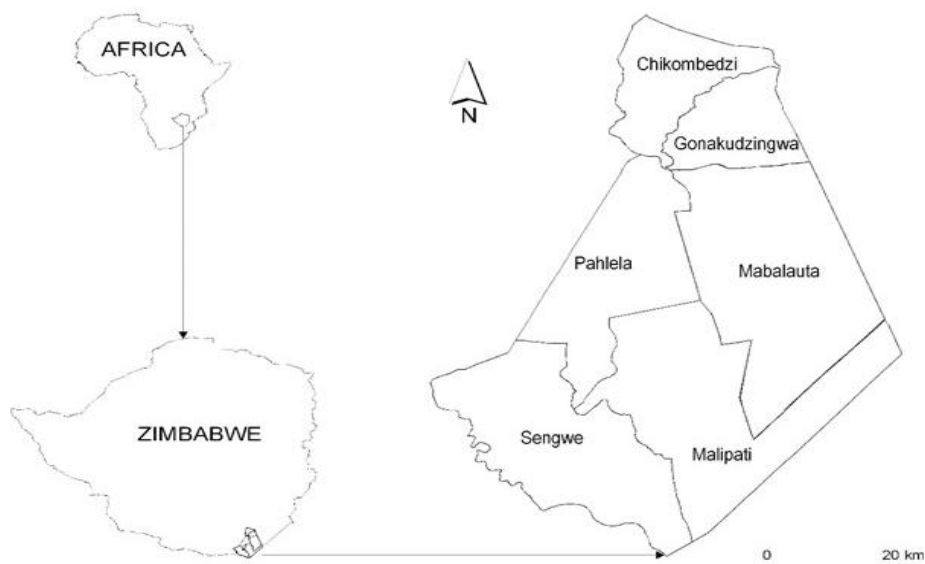 AFRICA
N
ZIMBABWE
Chikombedzi
Gonakudzingwa
Pahlela
Mabalauta
Sengwe
Malipati
0 20 km